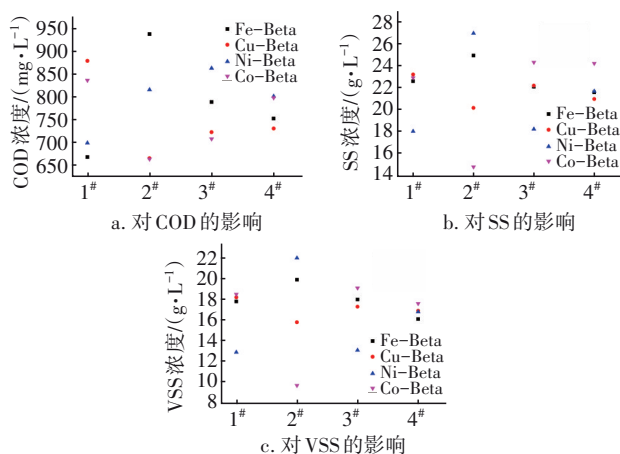 COD浓度/(mg·L⁻¹)
950
900
850
800
750
700
650
Fe-Beta
Cu-Beta
Ni-Beta
Co-Beta
1# 2# 3# 4#
a. 对COD的影响
SS浓度/(g·L⁻¹)
28
26
24
22
20
18
16
14
Fe-Beta
Cu-Beta
Ni-Beta
Co-Beta
1# 2# 3# 4#
b. 对SS的影响
VSS浓度/(g·L⁻¹)
22
20
18
16
14
12
10
8
Fe-Beta
Cu-Beta
Ni-Beta
Co-Beta
1# 2# 3# 4#
c. 对VSS的影响